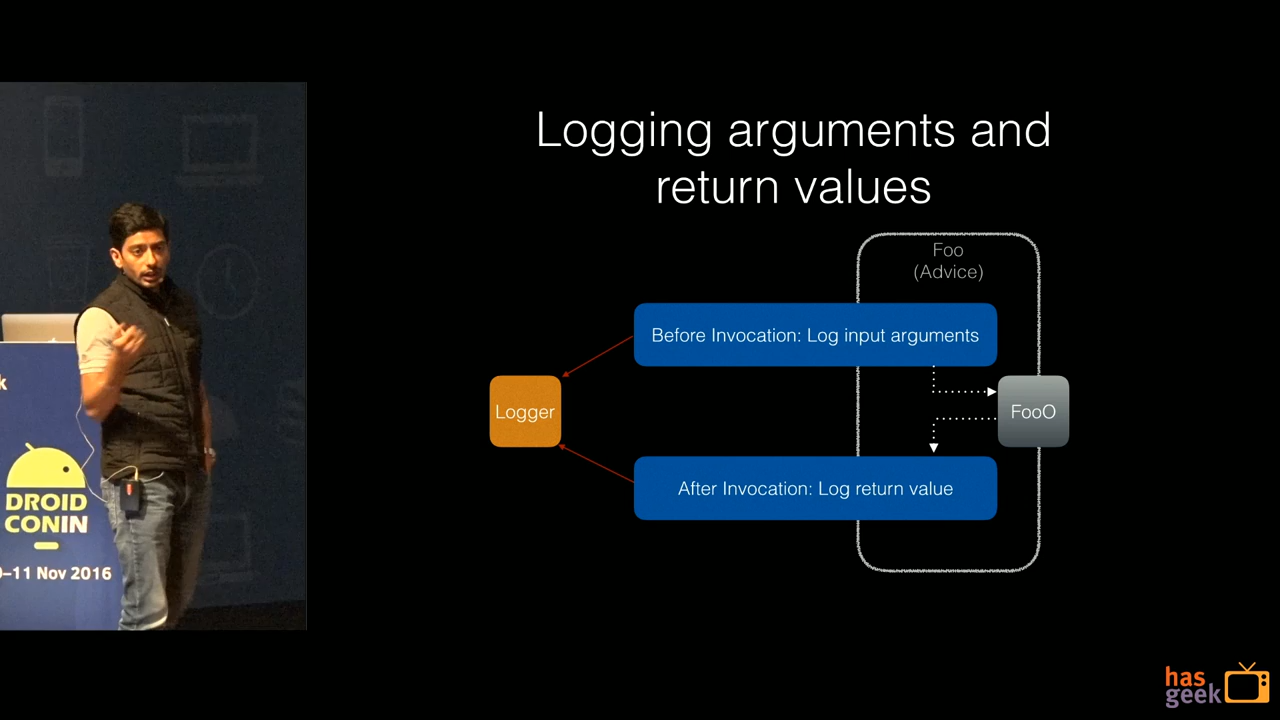 Logging arguments and
return values
Foo
(Advice)
Before Invocation: Log input arguments
Logger
FooO
After Invocation: Log return value
DROID
CONIN
11 Nov 2016
has
geek